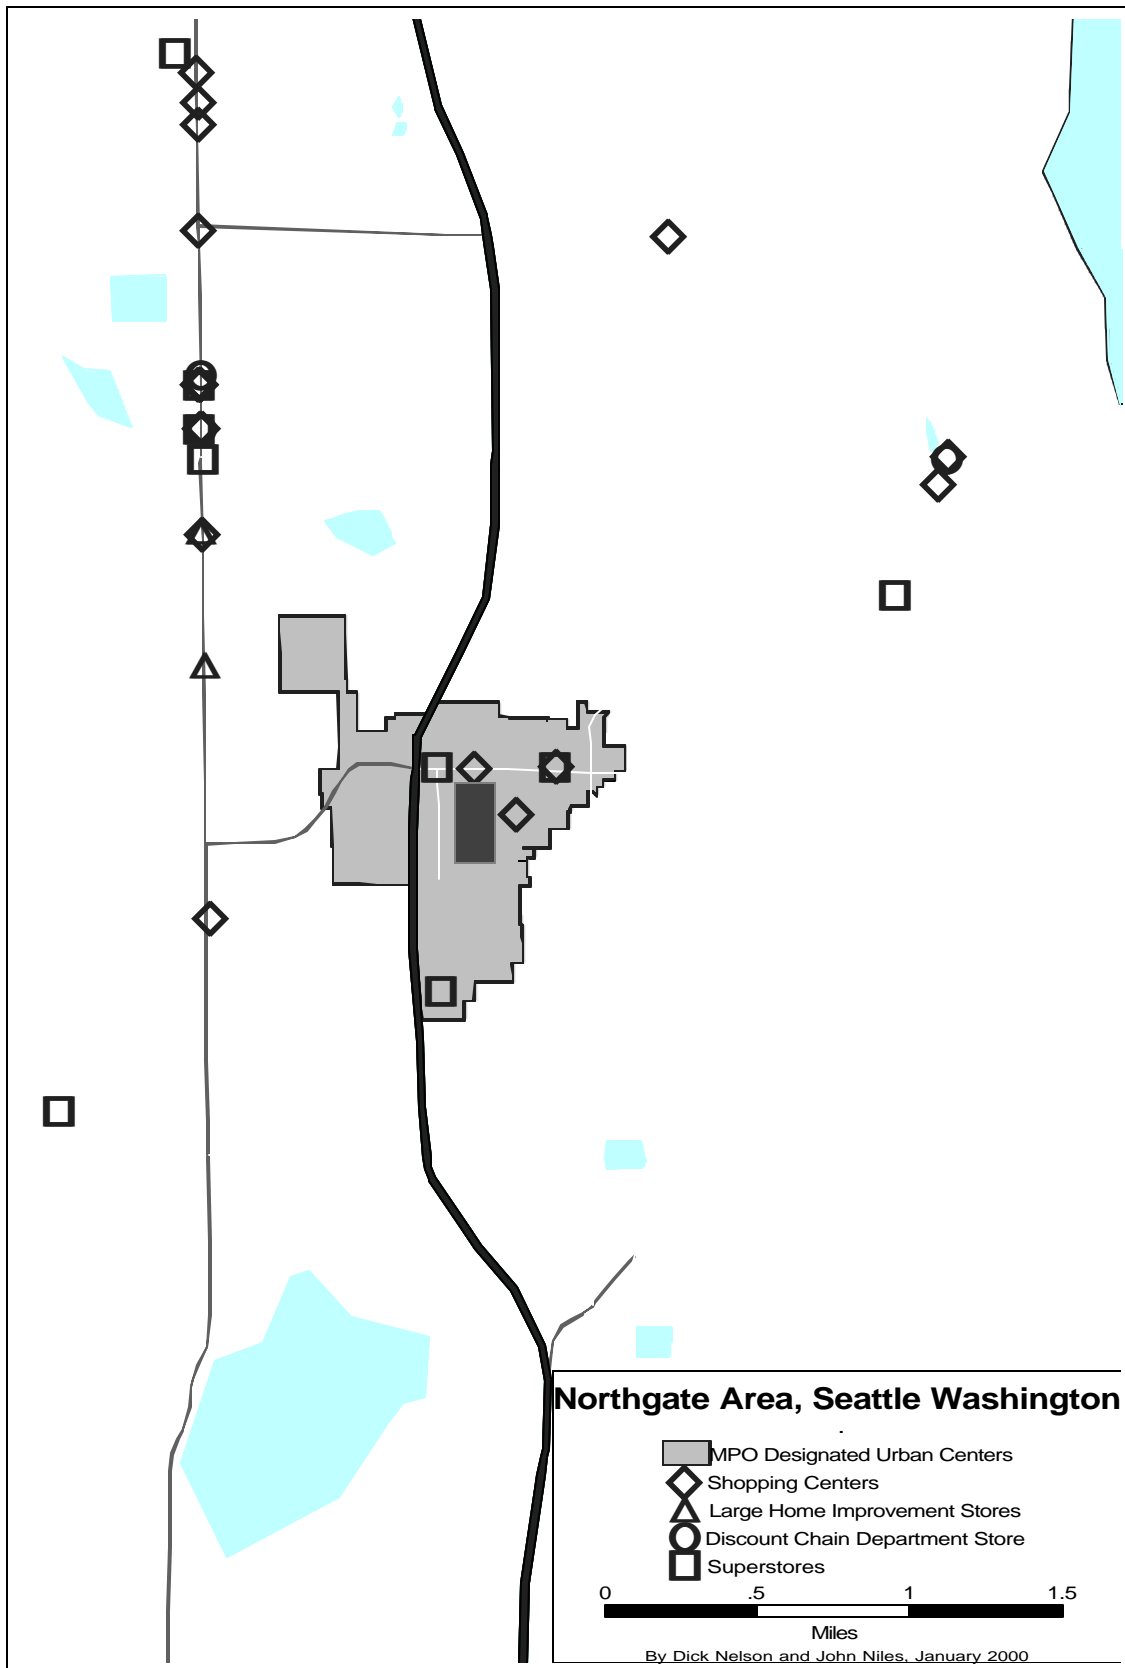 Northgate Area, Seattle Washington
.
MPO Designated Urban Centers
Shopping Centers
Large Home Improvement Stores
Discount Chain Department Store
Superstores
0 .5 1 1.5
Miles
By Dick Nelson and John Niles, January 2000